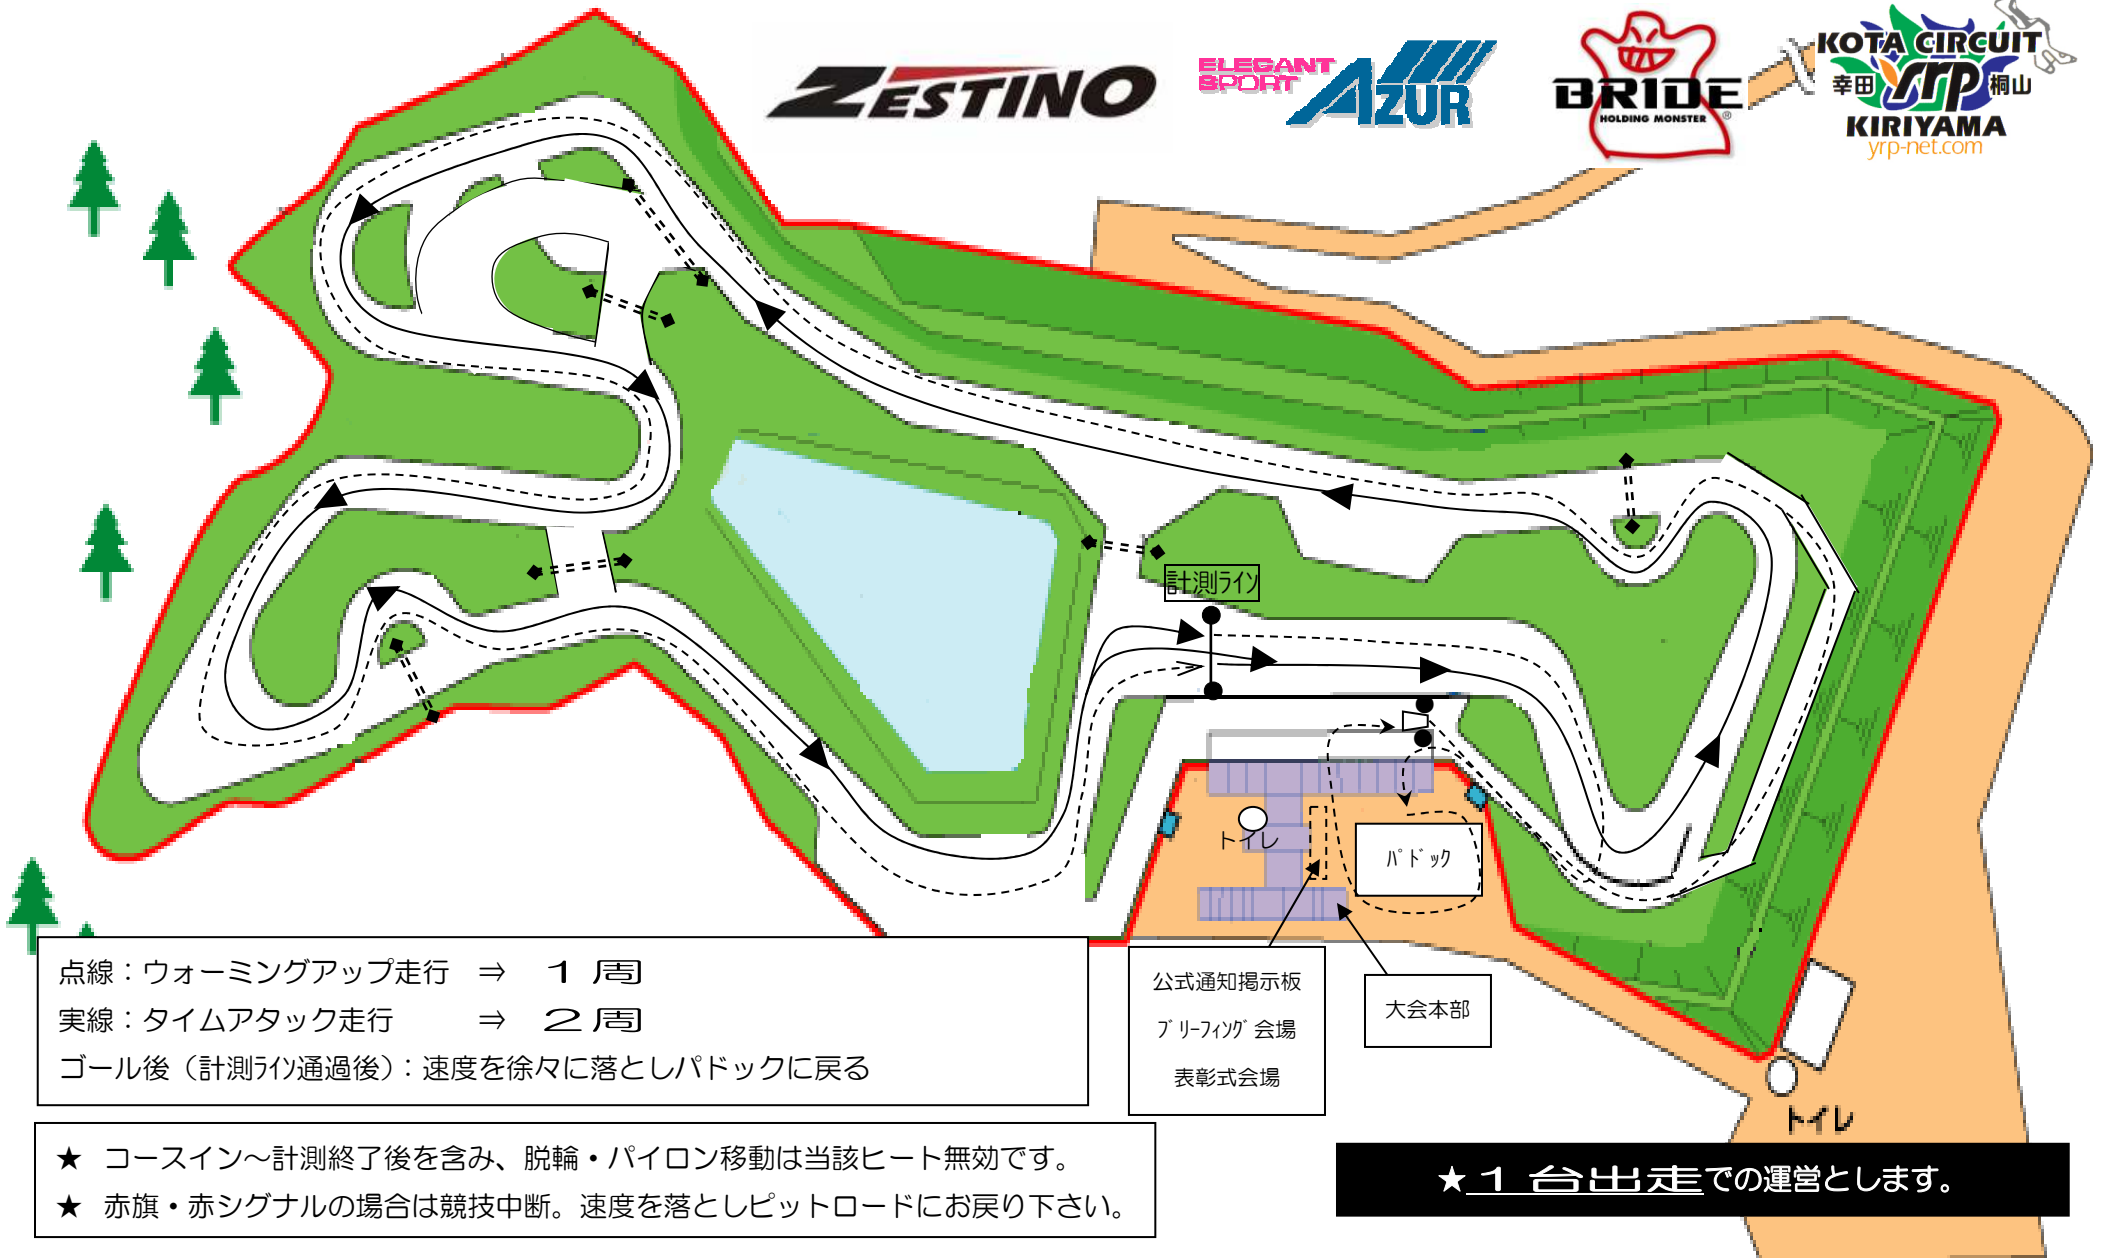 ZESTINO
ELEGANT
SPORT
AZUR
BRIDE
HOLDING MONSTER
®
KOTA CIRCUIT
幸田 yrp 桐山
KIRIYAMA
yrp-net.com
計測ﾗｲﾝ
トイレ
ﾊﾟﾄﾞｯｸ
点線：ウォーミングアップ走行 ⇒ １周
実線：タイムアタック走行 ⇒ ２周
ゴール後（計測ﾗｲﾝ通過後）：速度を徐々に落としパドックに戻る
公式通知掲示板
ﾌﾞﾘｰﾌｨﾝｸﾞ会場
表彰式会場
大会本部
トイレ
★ コースイン～計測終了後を含み、脱輪・パイロン移動は当該ヒート無効です。
★ 赤旗・赤シグナルの場合は競技中断。速度を落としピットロードにお戻り下さい。
★１台出走での運営とします。